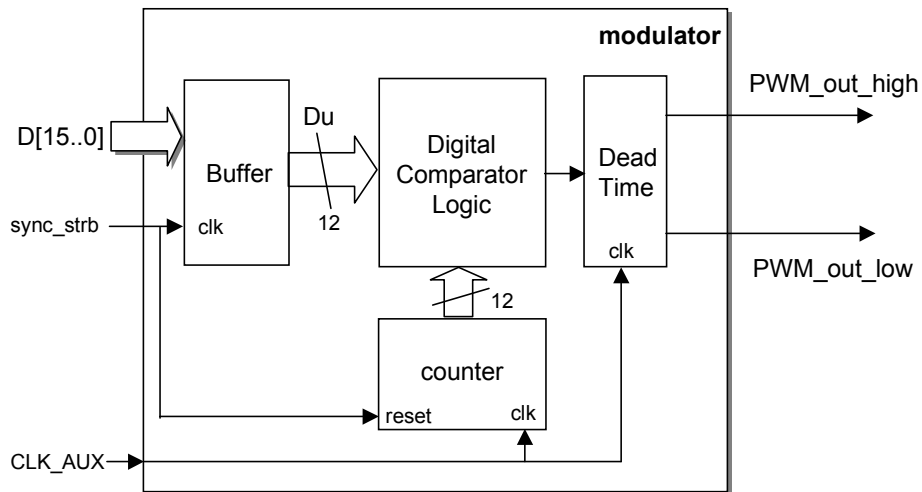 modulator
PWM_out_high
D[15..0]
Buffer
clk
Du
12
Digital
Comparator
Logic
Dead
Time
clk
sync_strb
PWM_out_low
12
counter
reset
clk
CLK_AUX